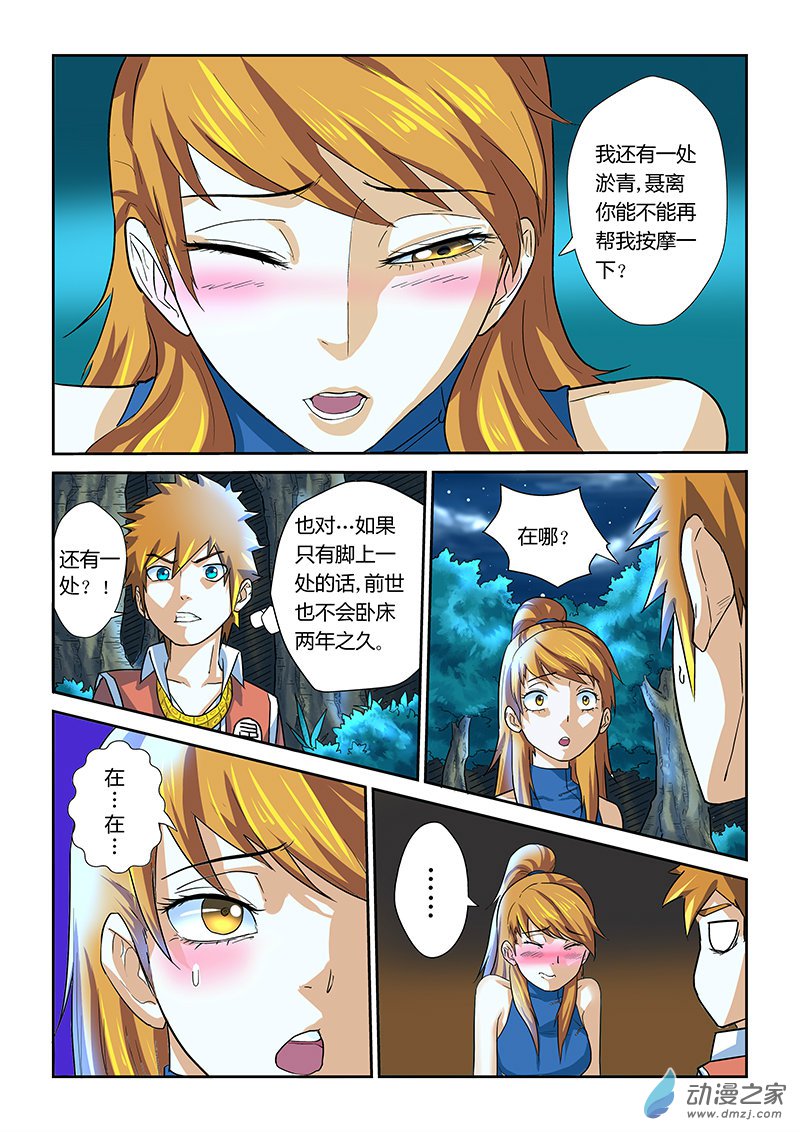 我还有一处
淤青，聂离
你能不能再
帮我按摩一
下？
还有一
处？！
也对…如果
只有脚上一
处的话，前世
也不会卧床
两年之久。
在哪？
在
…
在
…
……
动漫之家
www.dmzj.com